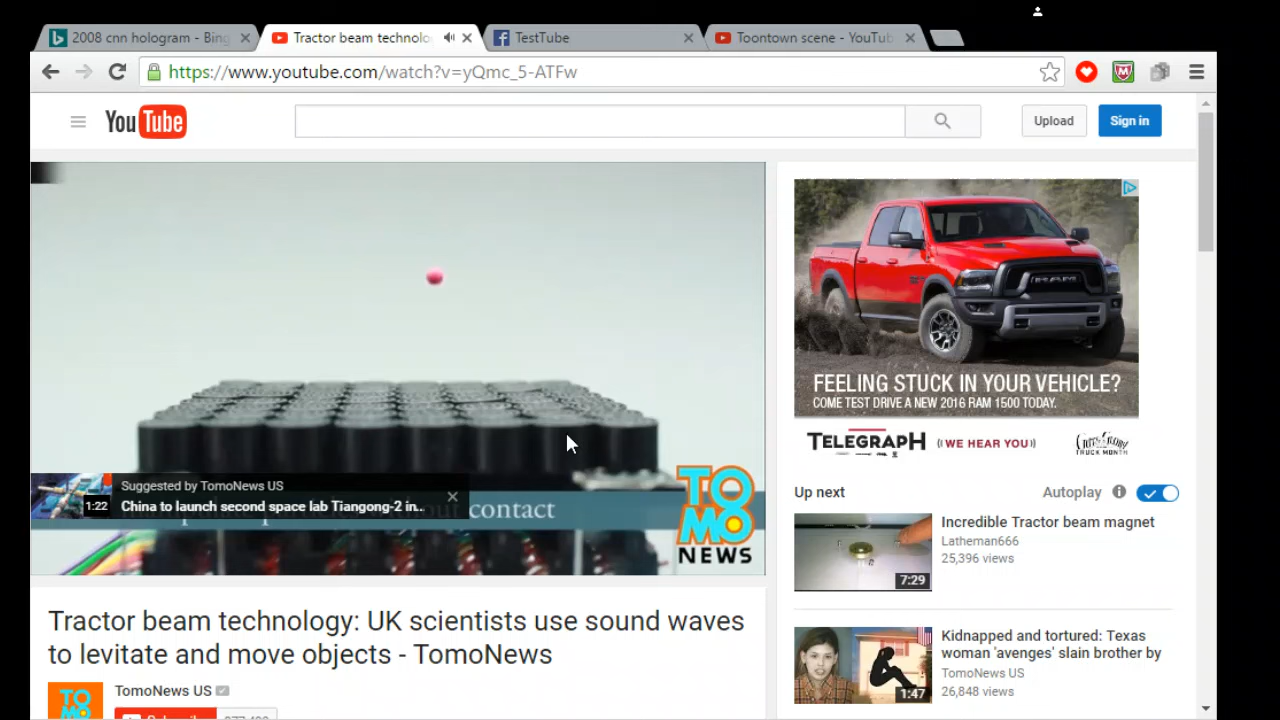 2008 cnn hologram - Bing
Tractor beam technolo
TestTube
Toontown scene - YouTub
https://www.youtube.com/watch?v=yQmc_5-ATFw
YouTube
Upload
Sign in
FEELING STUCK IN YOUR VEHICLE?
COME TEST DRIVE A NEW 2016 RAM 1500 TODAY.
TELEGRAPH
((WE HEAR YOU))
TRUCK MONTH
Suggested by TomoNews US
1:22
China to launch second space lab Tiangong-2 in..
contact
TOMO
NEWS
Up next
Autoplay
Incredible Tractor beam magnet
Latheman666
25,396 views
7:29
Kidnapped and tortured: Texas
woman 'avenges' slain brother by
TomoNews US
26,848 views
1:47
Tractor beam technology: UK scientists use sound waves
to levitate and move objects - TomoNews
TO
TomoNews US